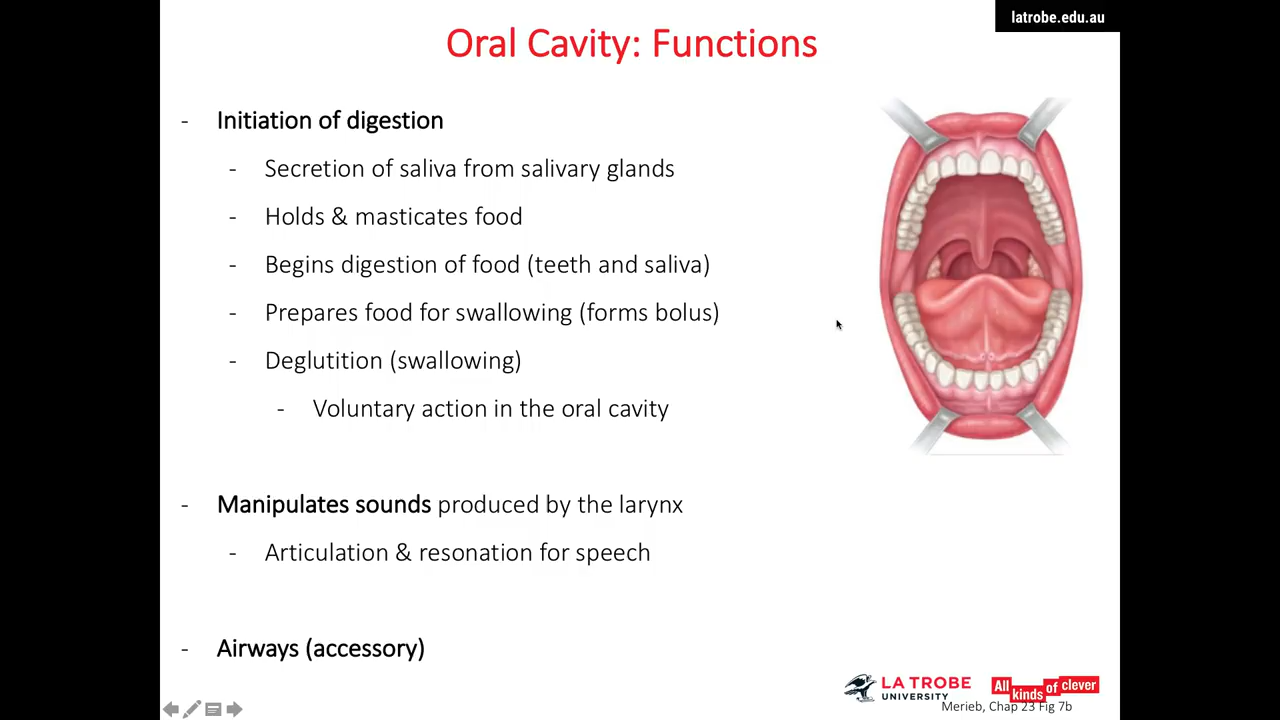 latrobe.edu.au
Oral Cavity: Functions
- Initiation of digestion
- Secretion of saliva from salivary glands
- Holds & masticates food
- Begins digestion of food (teeth and saliva)
- Prepares food for swallowing (forms bolus)
- Deglutition (swallowing)
- Voluntary action in the oral cavity
- Manipulates sounds produced by the larynx
- Articulation & resonation for speech
- Airways (accessory)
LA TROBE
UNIVERSITY
All kinds of clever
Merieb, Chap 23 Fig 7b